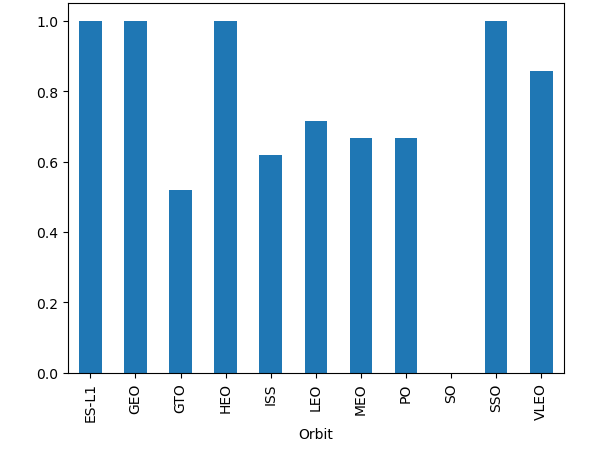 1.0
0.8
0.6
0.4
0.2
0.0
ES-L1
GEO
GTO
HEO
ISS
LEO
MEO
PO
SO
SSO
VLEO
Orbit